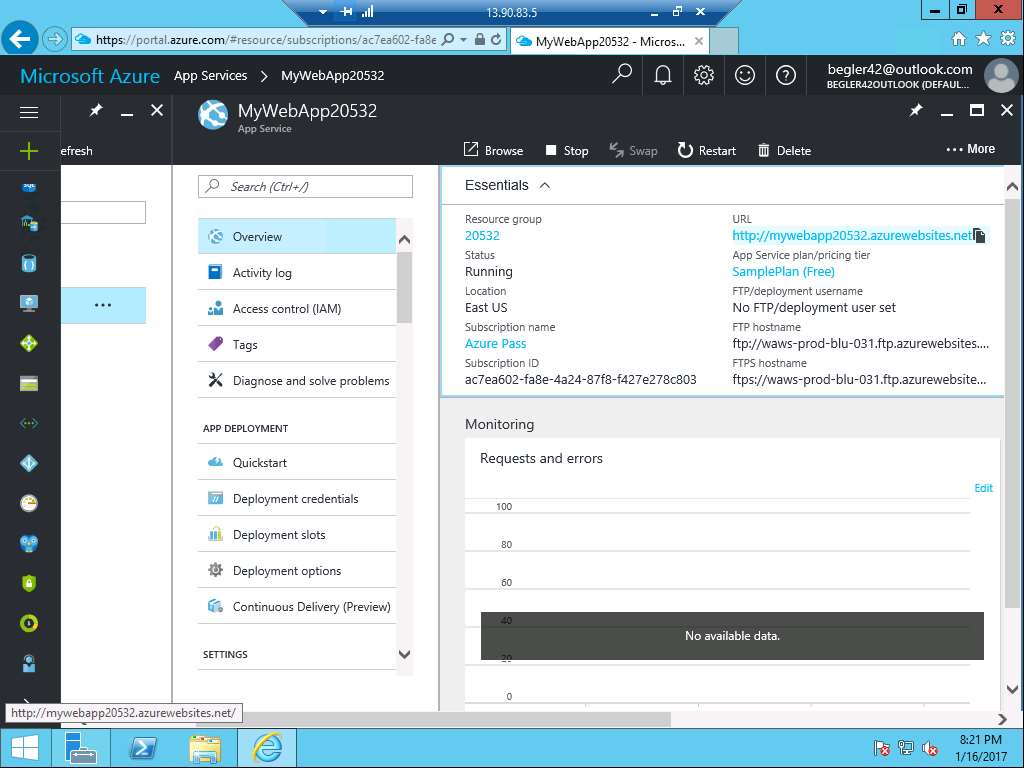 13.90.83.5
https://portal.azure.com/#resource/subscriptions/ac7ea602-fa8e
MyWebApp20532 - Micros...
Microsoft Azure
App Services > MyWebApp20532
begler42@outlook.com
BEGLER42OUTLOOK (DEFAUL...
efresh
MyWebApp20532
App Service
Browse
Stop
Swap
Restart
Delete
... More
Search (Ctrl+/)
Overview
Activity log
Access control (IAM)
Tags
Diagnose and solve problems
APP DEPLOYMENT
Quickstart
Deployment credentials
Deployment slots
Deployment options
Continuous Delivery (Preview)
SETTINGS
Essentials
Resource group
20532
Status
Running
Location
East US
Subscription name
Azure Pass
Subscription ID
ac7ea602-fa8e-4a24-87f8-f427e278c803
URL
http://mywebapp20532.azurewebsites.net
App Service plan/pricing tier
SamplePlan (Free)
FTP/deployment username
No FTP/deployment user set
FTP hostname
ftp://waws-prod-blu-031.ftp.azurewebsites....
FTPS hostname
ftps://waws-prod-blu-031.ftp.azurewebsite...
Monitoring
Requests and errors
Edit
100
80
60
40
No available data.
20
0
http://mywebapp20532.azurewebsites.net/
8:21 PM
1/16/2017